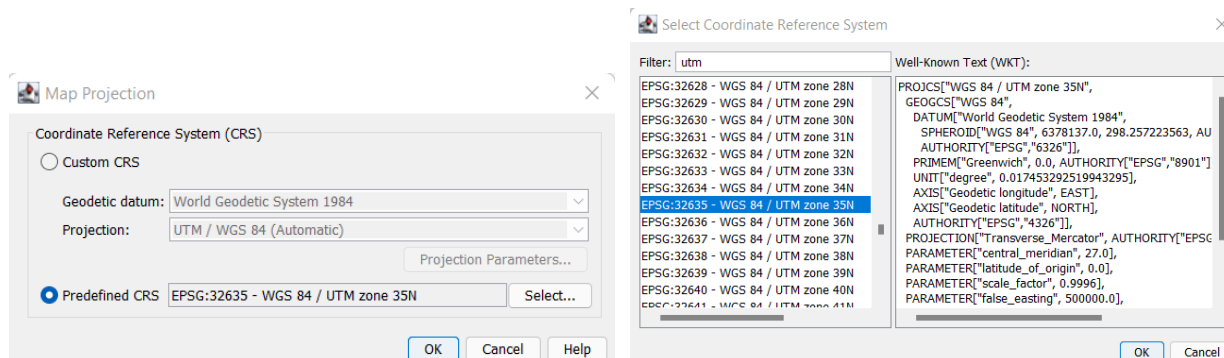 Map Projection
Coordinate Reference System (CRS)
Custom CRS
Geodetic datum: World Geodetic System 1984
Projection: UTM / WGS 84 (Automatic)
Projection Parameters...
Predefined CRS EPSG:32635 - WGS 84 / UTM zone 35N Select...
OK Cancel Help
Select Coordinate Reference System
Filter: utm
EPSG:32628 - WGS 84 / UTM zone 28N
EPSG:32629 - WGS 84 / UTM zone 29N
EPSG:32630 - WGS 84 / UTM zone 30N
EPSG:32631 - WGS 84 / UTM zone 31N
EPSG:32632 - WGS 84 / UTM zone 32N
EPSG:32633 - WGS 84 / UTM zone 33N
EPSG:32634 - WGS 84 / UTM zone 34N
EPSG:32635 - WGS 84 / UTM zone 35N
EPSG:32636 - WGS 84 / UTM zone 36N
EPSG:32637 - WGS 84 / UTM zone 37N
EPSG:32638 - WGS 84 / UTM zone 38N
EPSG:32639 - WGS 84 / UTM zone 39N
EPSG:32640 - WGS 84 / UTM zone 40N
EPSG:32641 - WGS 84 / UTM zone 41N
Well-Known Text (WKT):
PROJCS["WGS 84 / UTM zone 35N",
GEOGCS["WGS 84",
DATUM["World Geodetic System 1984",
SPHEROID["WGS 84", 6378137.0, 298.257223563, AU
AUTHORITY["EPSG","6326"]],
PRIMEM["Greenwich", 0.0, AUTHORITY["EPSG","8901"]
UNIT["degree", 0.017453292519943295],
AXIS["Geodetic longitude", EAST],
AXIS["Geodetic latitude", NORTH],
AUTHORITY["EPSG","4326"]],
PROJECTION["Transverse_Mercator", AUTHORITY["EPSG
PARAMETER["central_meridian", 27.0],
PARAMETER["latitude_of_origin", 0.0],
PARAMETER["scale_factor", 0.9996],
PARAMETER["false_easting", 500000.0],
OK Cancel